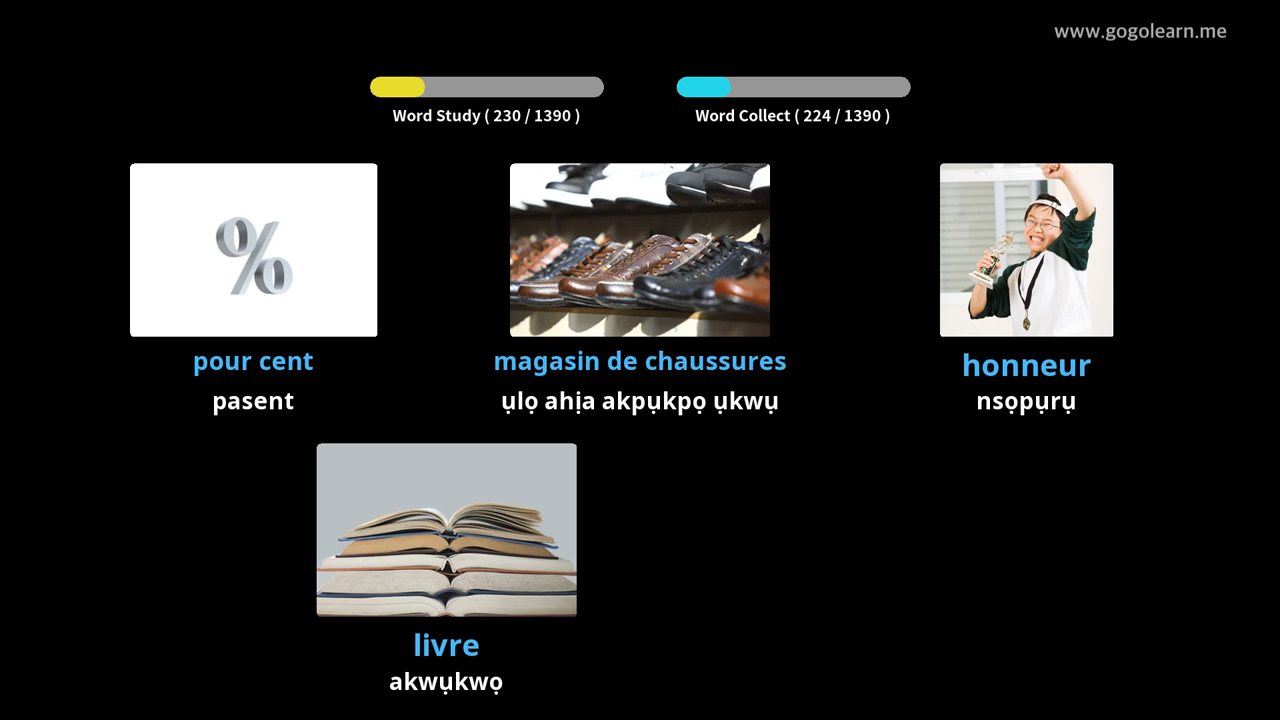 www.gogolearn.me
Word Study ( 230 / 1390 )
Word Collect ( 224 / 1390 )
%
pour cent
pasent
magasin de chaussures
ụlọ ahịa akpụkpọ ụkwụ
honneur
nsọpụrụ
livre
akwụkwọ